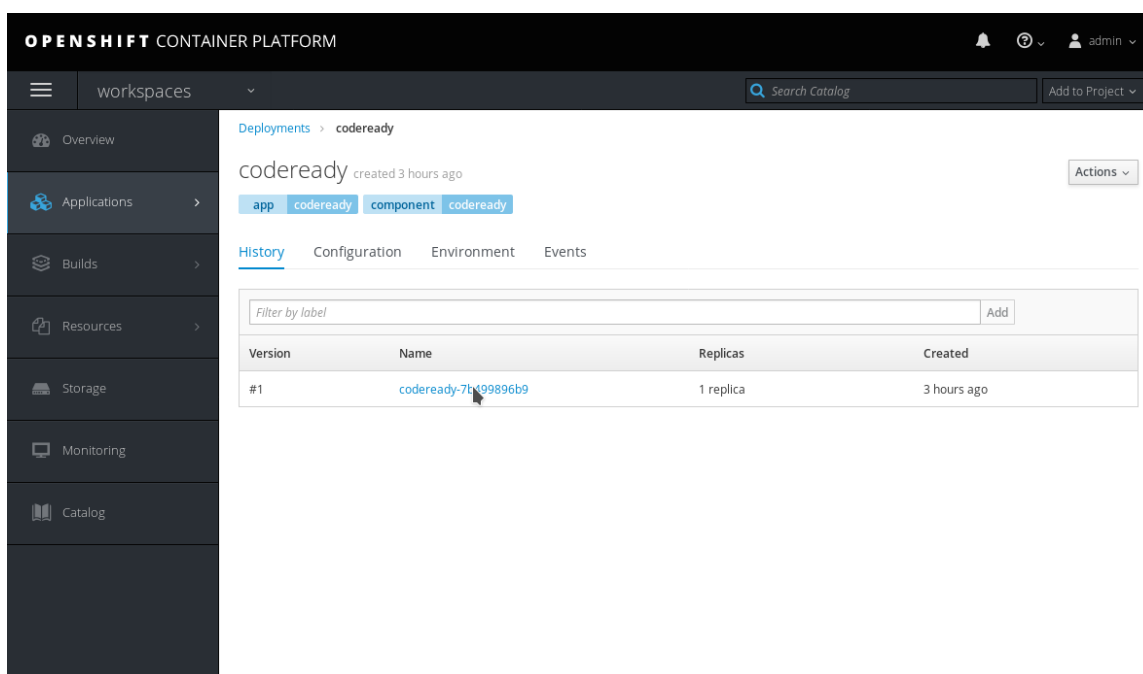 OPENSHIFT CONTAINER PLATFORM
admin
workspaces
Search Catalog
Add to Project
Overview
Applications
Builds
Resources
Storage
Monitoring
Catalog
Deployments > codeready
codeready created 3 hours ago
Actions
app codeready component codeready
History Configuration Environment Events
Filter by label
Add
Version Name Replicas Created
#1 codeready-7b499896b9 1 replica 3 hours ago